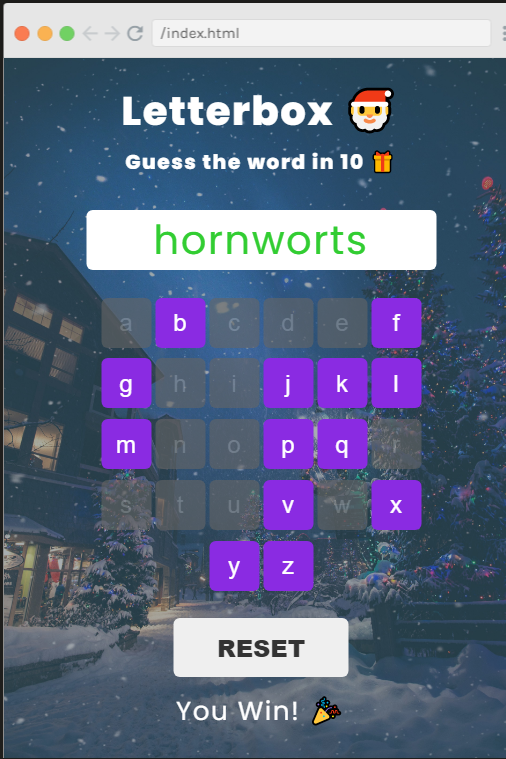 /index.html
Letterbox 🎅
Guess the word in 10 🎁
hornworts
a b c d e f
g h i j k l
m n o p q r
s t u v w x
y z
RESET
You Win! 🎉